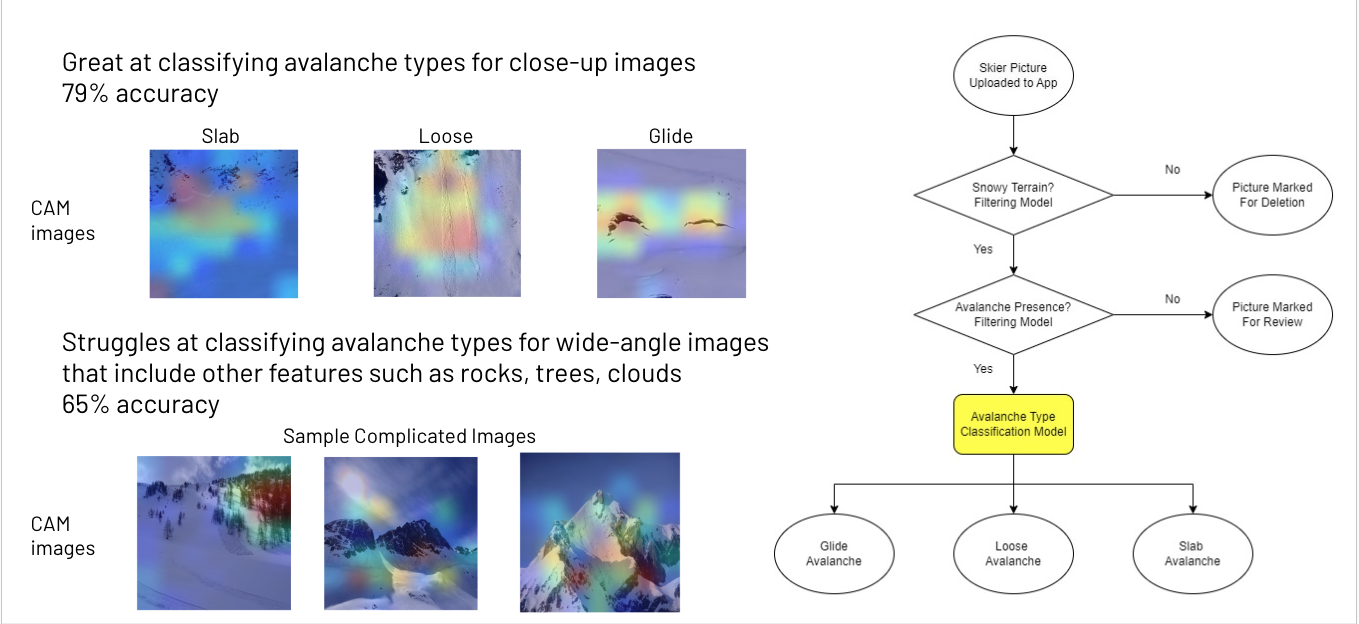 Great at classifying avalanche types for close-up images
79% accuracy
Slab
Loose
Glide
CAM
images
Struggles at classifying avalanche types for wide-angle images
that include other features such as rocks, trees, clouds
65% accuracy
Sample Complicated Images
CAM
images
Skier Picture
Uploaded to App
Snowy Terrain?
Filtering Model
No
Picture Marked
For Deletion
Yes
Avalanche Presence?
Filtering Model
No
Picture Marked
For Review
Yes
Avalanche Type
Classification Model
Glide
Avalanche
Loose
Avalanche
Slab
Avalanche